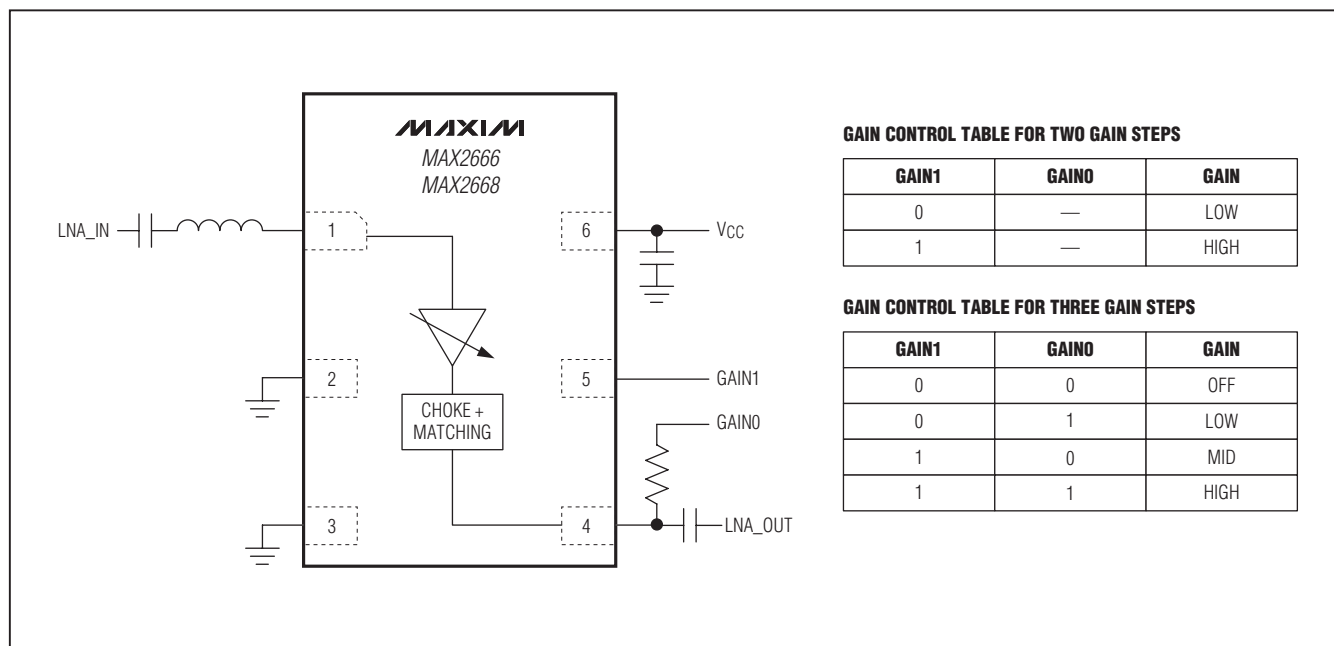 MAXIM
MAX2666
MAX2668
LNA_IN
1
6
VCC
2
5
GAIN1
CHOKE +
MATCHING
GAIN0
3
4
LNA_OUT
GAIN CONTROL TABLE FOR TWO GAIN STEPS
GAIN1 GAIN0 GAIN
0 — LOW
1 — HIGH
GAIN CONTROL TABLE FOR THREE GAIN STEPS
GAIN1 GAIN0 GAIN
0 0 OFF
0 1 LOW
1 0 MID
1 1 HIGH